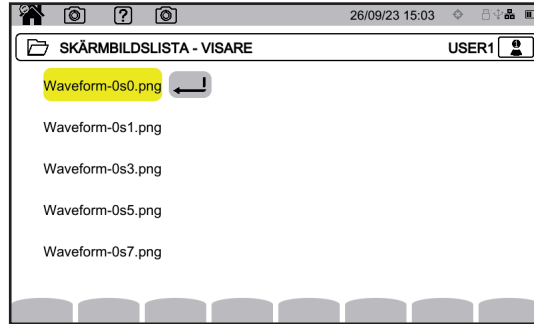 26/09/23 15:03
SKÄRMBILDSLISTA - VISARE USER1
Waveform-0s0.png
Waveform-0s1.png
Waveform-0s3.png
Waveform-0s5.png
Waveform-0s7.png